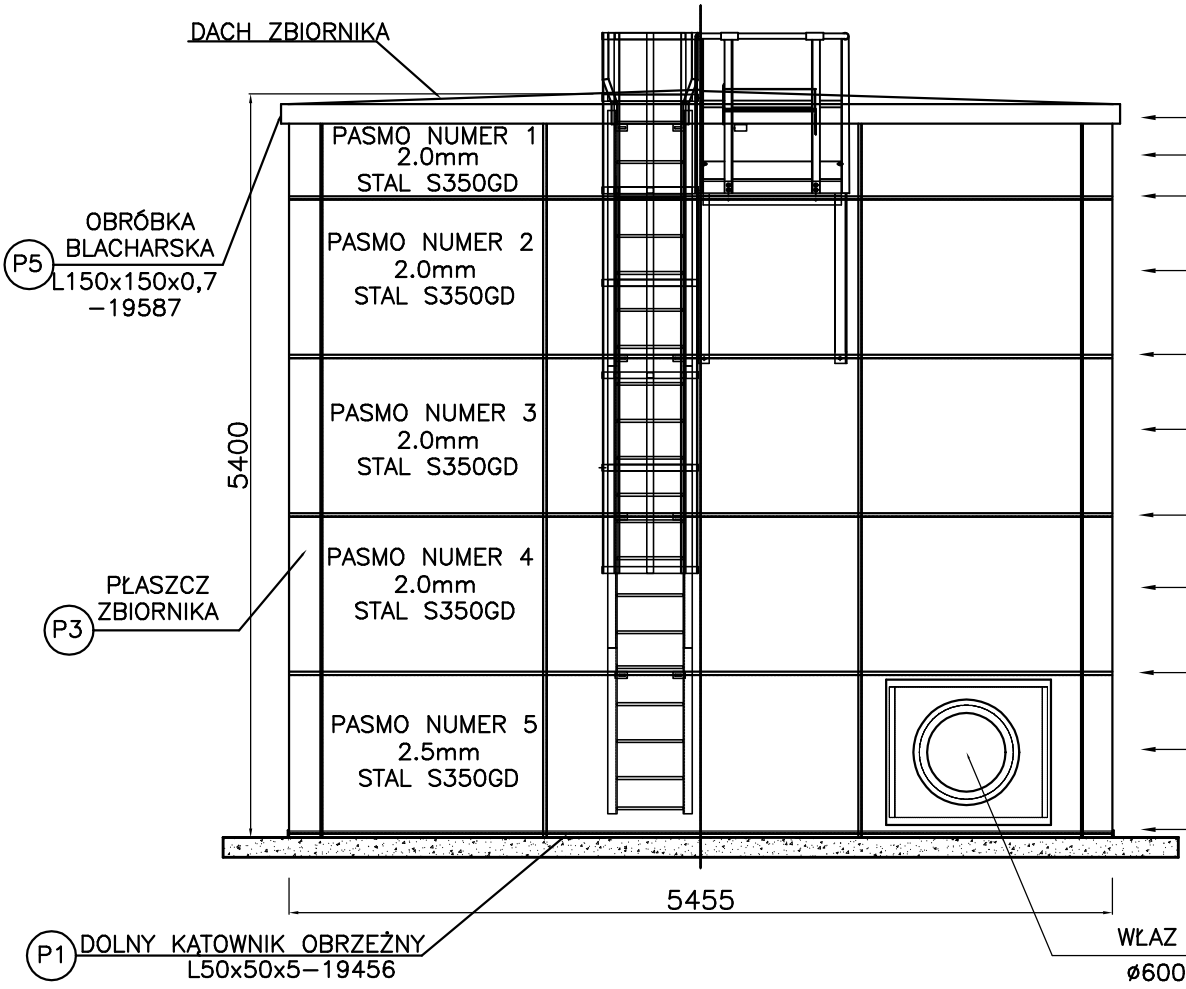 DACH ZBIORNIKA
PASMO NUMER 1
2.0mm
STAL S350GD
P5
OBRÓBKA
BLACHARSKA
L150x150x0,7
-19587
PASMO NUMER 2
2.0mm
STAL S350GD
5400
PASMO NUMER 3
2.0mm
STAL S350GD
PASMO NUMER 4
2.0mm
STAL S350GD
P3
PŁASZCZ
ZBIORNIKA
PASMO NUMER 5
2.5mm
STAL S350GD
5455
P1
DOLNY KĄTOWNIK OBRZEŻNY
L50x50x5-19456
WŁAZ
ø600